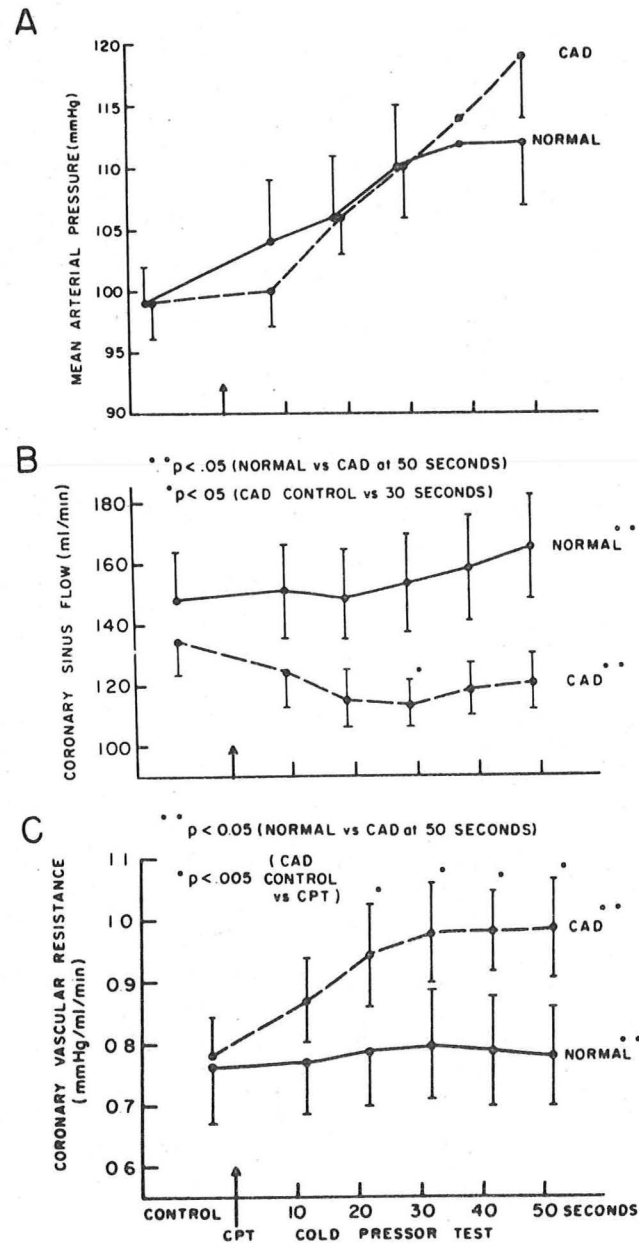 A
120
115
110
105
100
95
90
MEAN ARTERIAL PRESSURE (mmHg)
CAD
NORMAL
B
°° p<.05 (NORMAL vs CAD at 50 SECONDS)
° p<05 (CAD CONTROL vs 30 SECONDS)
180
160
140
120
100
CORONARY SINUS FLOW (ml/min)
NORMAL °°
°
CAD °°
C
°° p<0.05 (NORMAL vs CAD at 50 SECONDS)
° p<.005 (CAD
CONTROL
vs CPT)
1.1
1.0
0.9
0.8
0.7
0.6
CORONARY VASCULAR RESISTANCE
(mmHg/ml/min)
° ° ° °
CAD °°
NORMAL °°
CONTROL 10 20 30 40 50 SECONDS
CPT COLD PRESSOR TEST